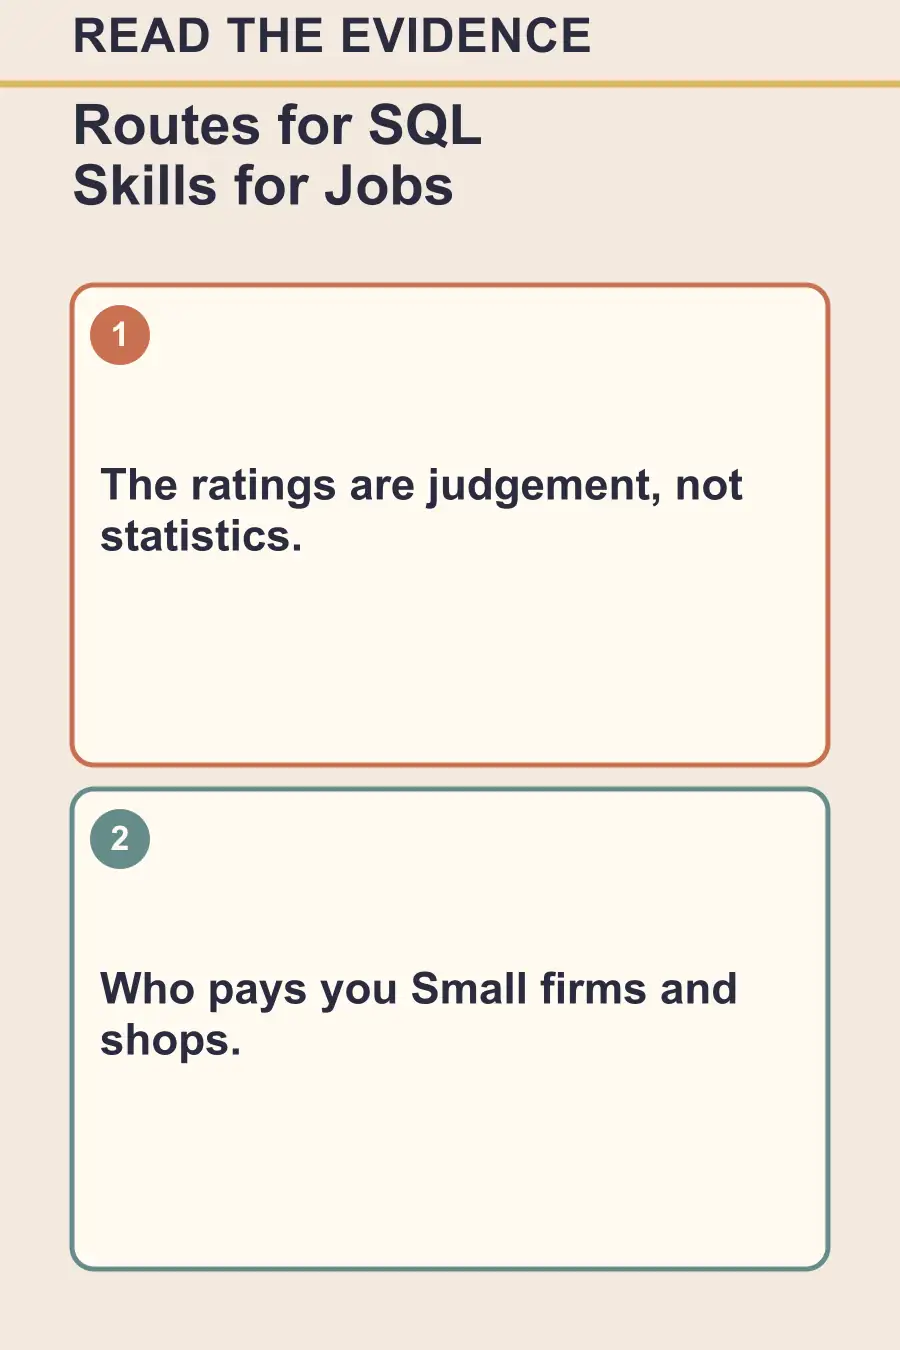 READ THE EVIDENCE
Routes for SQL
Skills for Jobs
1
The ratings are judgement, not
statistics.
2
Who pays you Small firms and
shops.